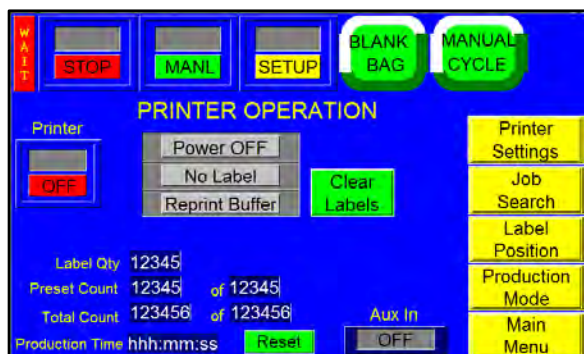 WAIT
STOP
MANL
SETUP
BLANK
BAG
MANUAL
CYCLE
PRINTER OPERATION
Printer
OFF
Power OFF
No Label
Reprint Buffer
Clear
Labels
Printer
Settings
Job
Search
Label
Position
Production
Mode
Main
Menu
Label Qty 12345
Preset Count 12345 of 12345
Total Count 123456 of 123456
Production Time hhh:mm:ss Reset
Aux In
OFF